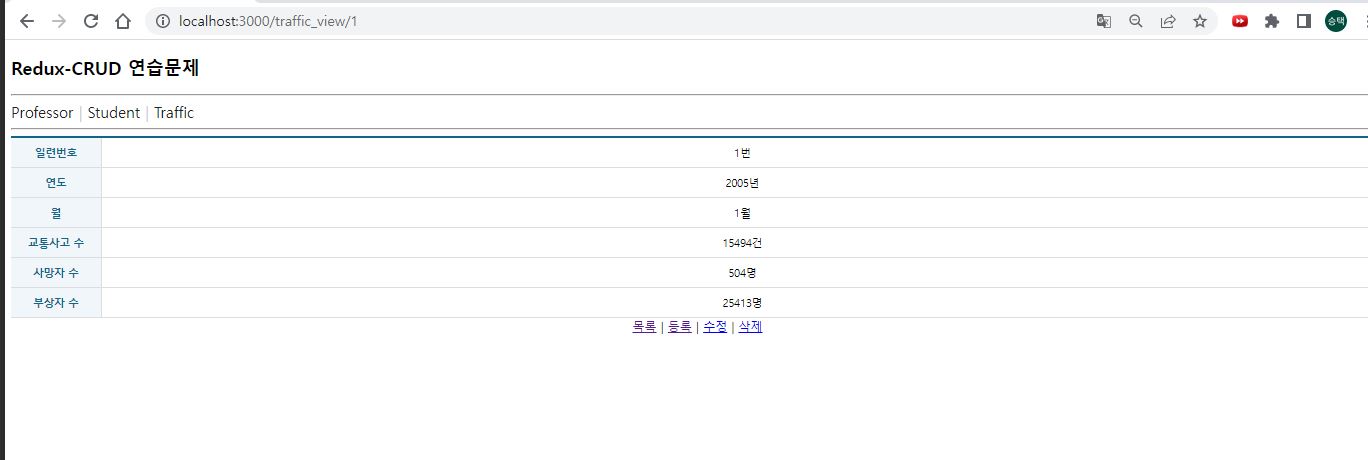 localhost:3000/traffic_view/1
승택
Redux-CRUD 연습문제
Professor | Student | Traffic
일련번호 1번
연도 2005년
월 1월
교통사고 수 15494건
사망자 수 504명
부상자 수 25413명
목록 | 등록 | 수정 | 삭제